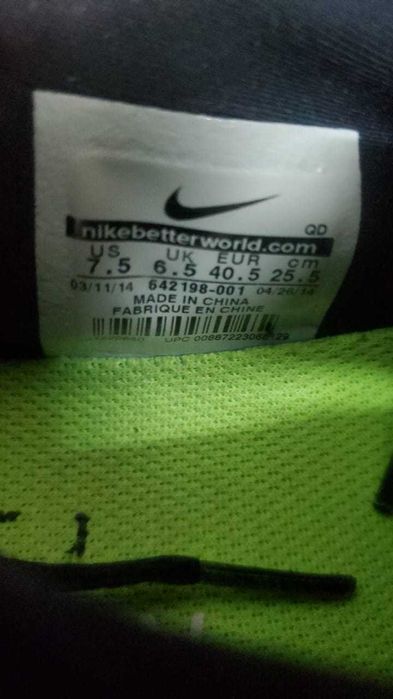 QD
nikebetterworld.com
US UK EUR cm
7.5 6.5 40.5 25.5
03/11/14 642198-001 04/26/14
MADE IN CHINA
FABRIQUE EN CHINE
UPC